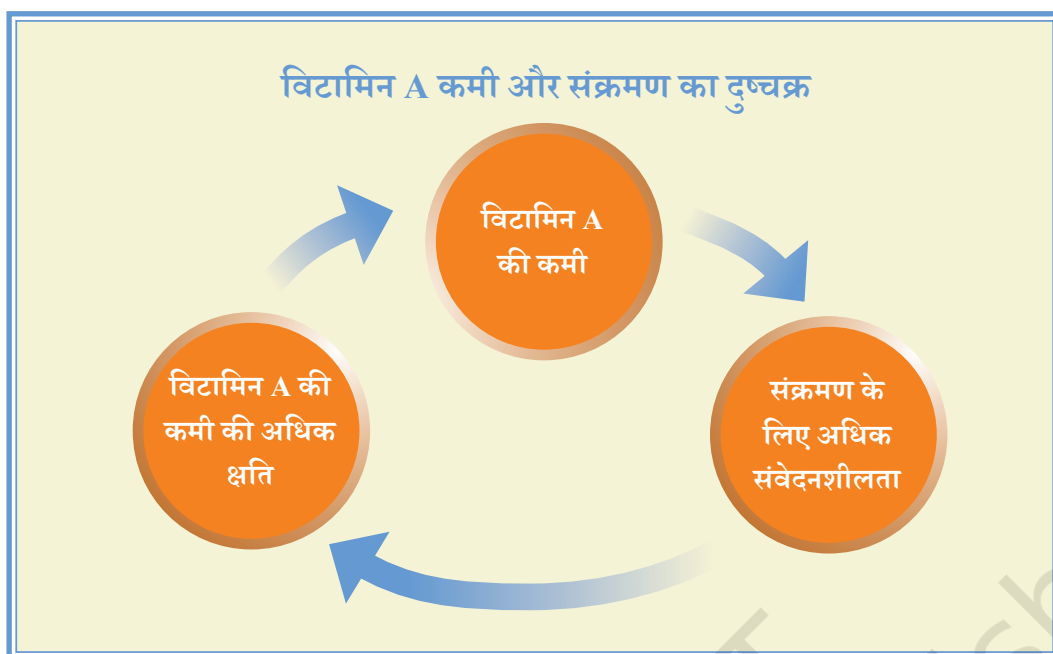 विटामिन A कमी और संक्रमण का दुष्चक्र
विटामिन A
की कमी
संक्रमण के
लिए अधिक
संवेदनशीलता
विटामिन A की
कमी की अधिक
क्षति